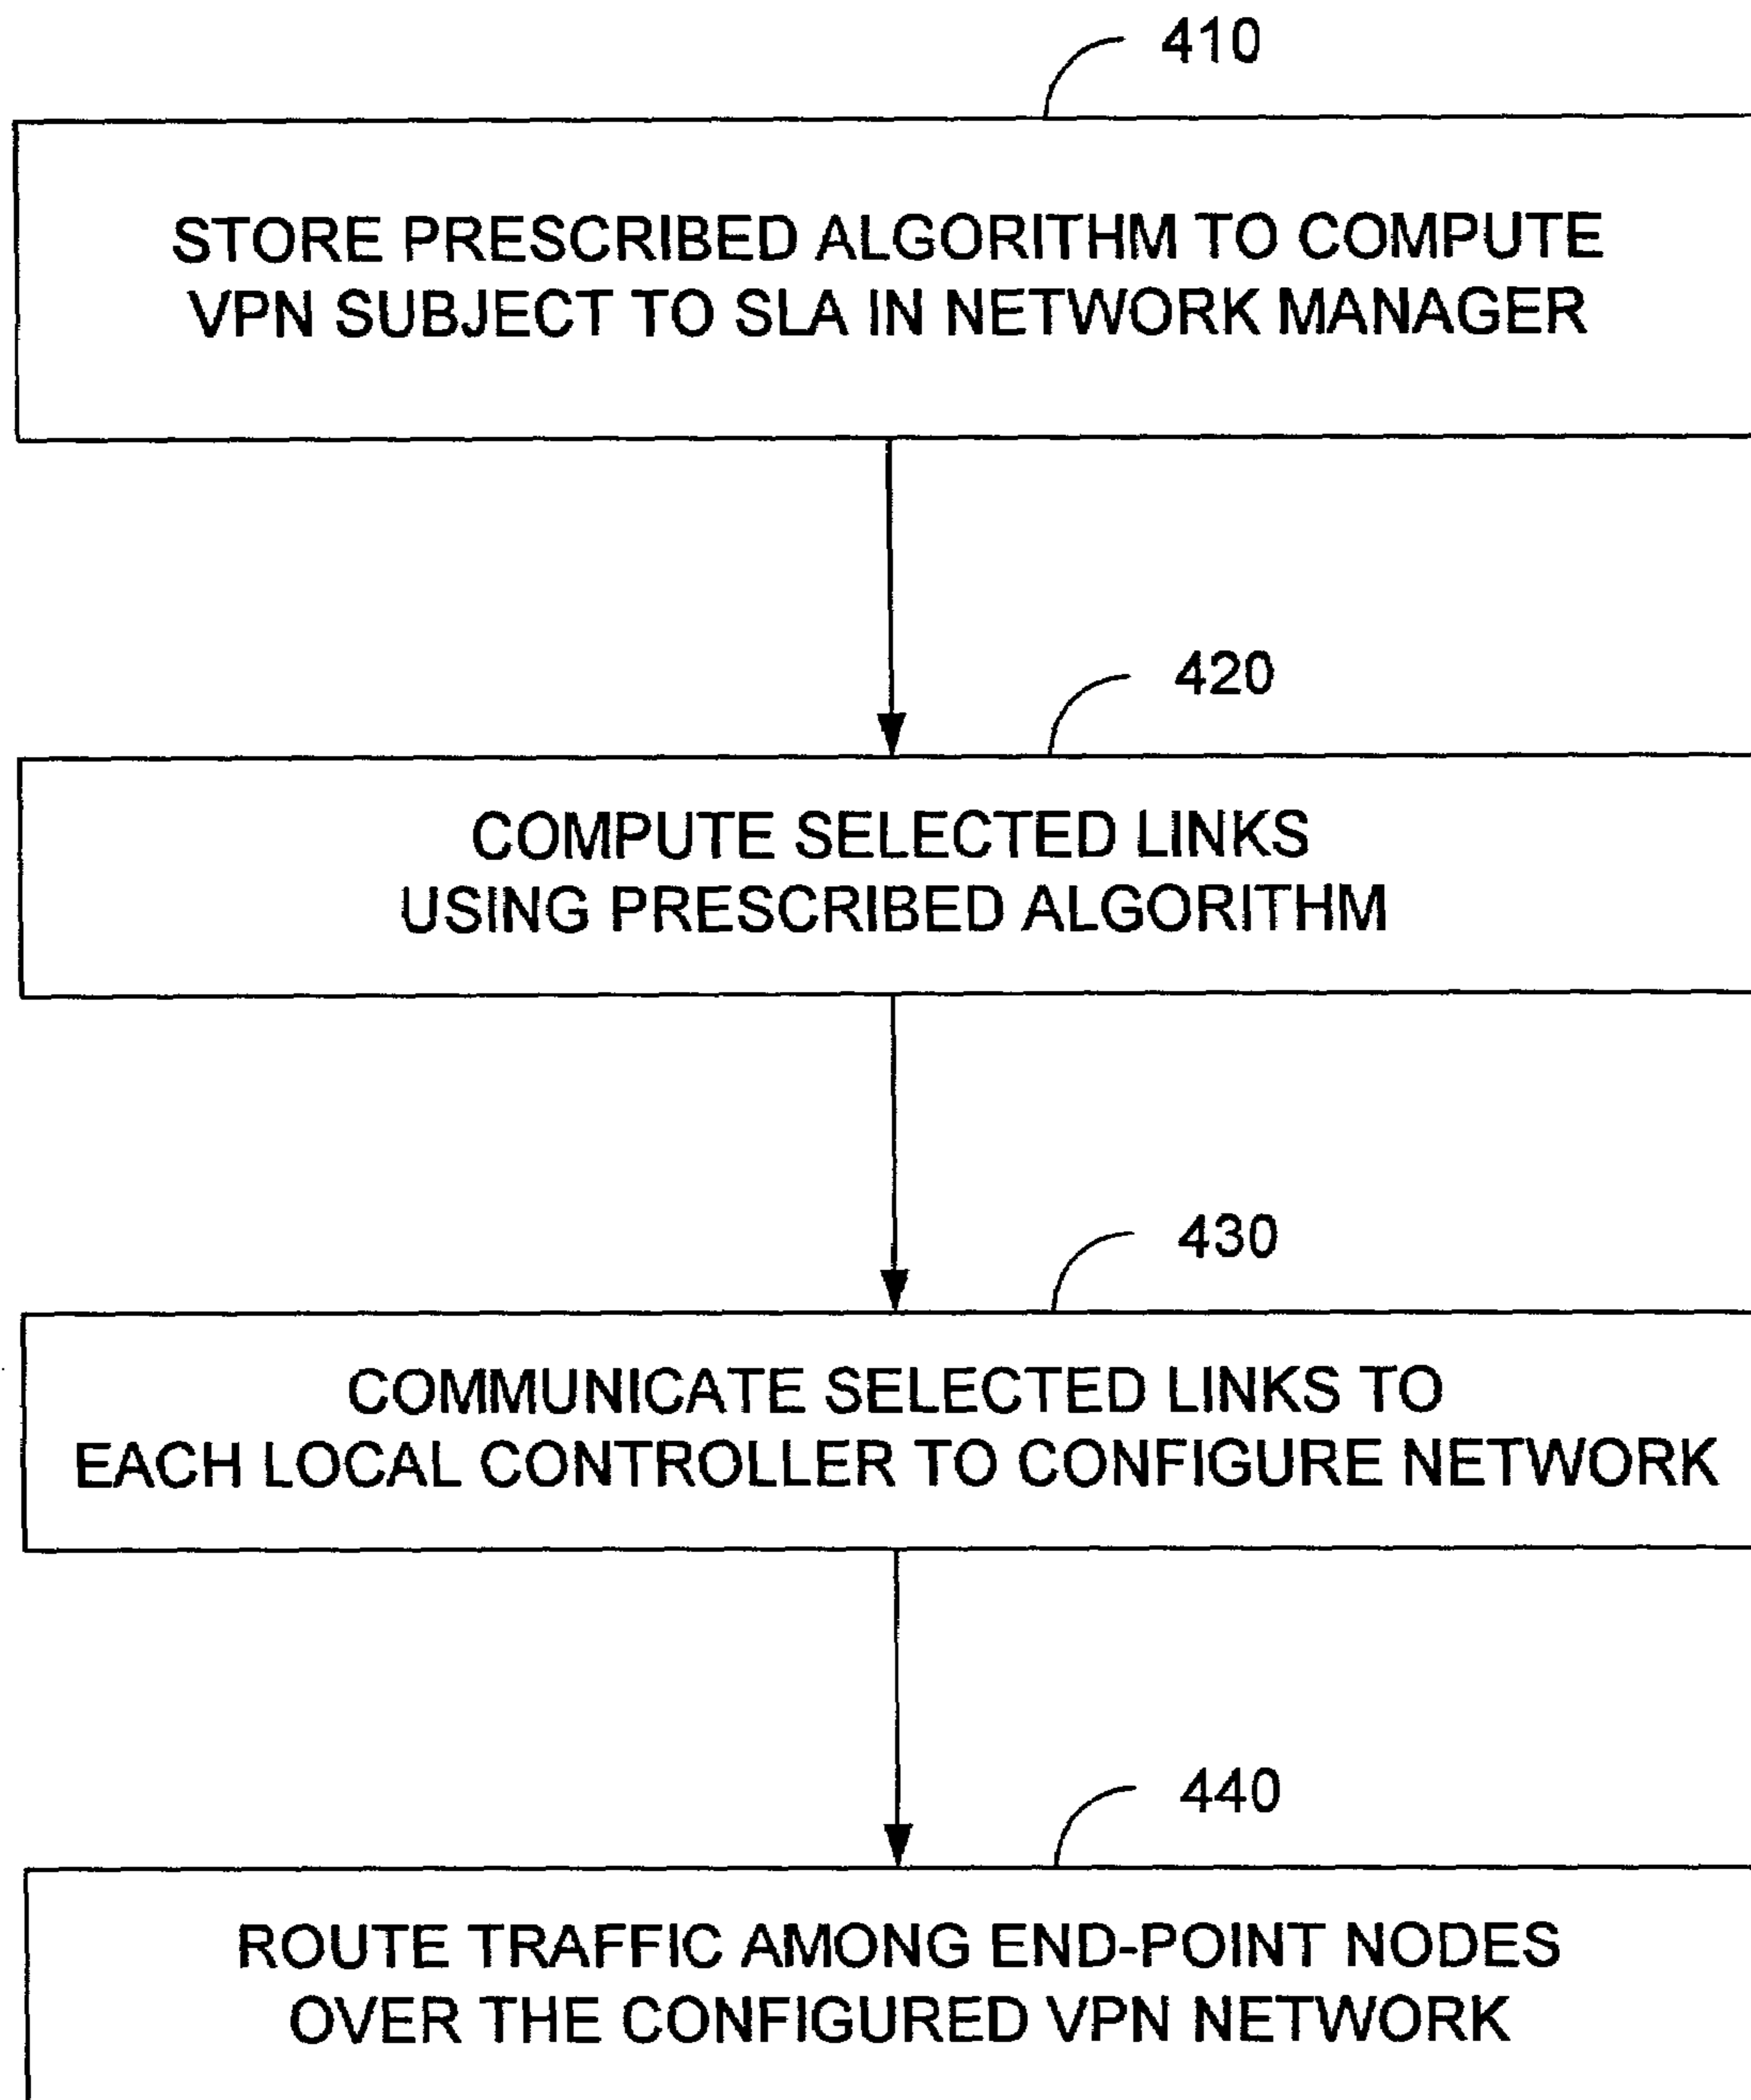 410
STORE PRESCRIBED ALGORITHM TO COMPUTE
VPN SUBJECT TO SLA IN NETWORK MANAGER
420
COMPUTE SELECTED LINKS
USING PRESCRIBED ALGORITHM
430
COMMUNICATE SELECTED LINKS TO
EACH LOCAL CONTROLLER TO CONFIGURE NETWORK
440
ROUTE TRAFFIC AMONG END-POINT NODES
OVER THE CONFIGURED VPN NETWORK